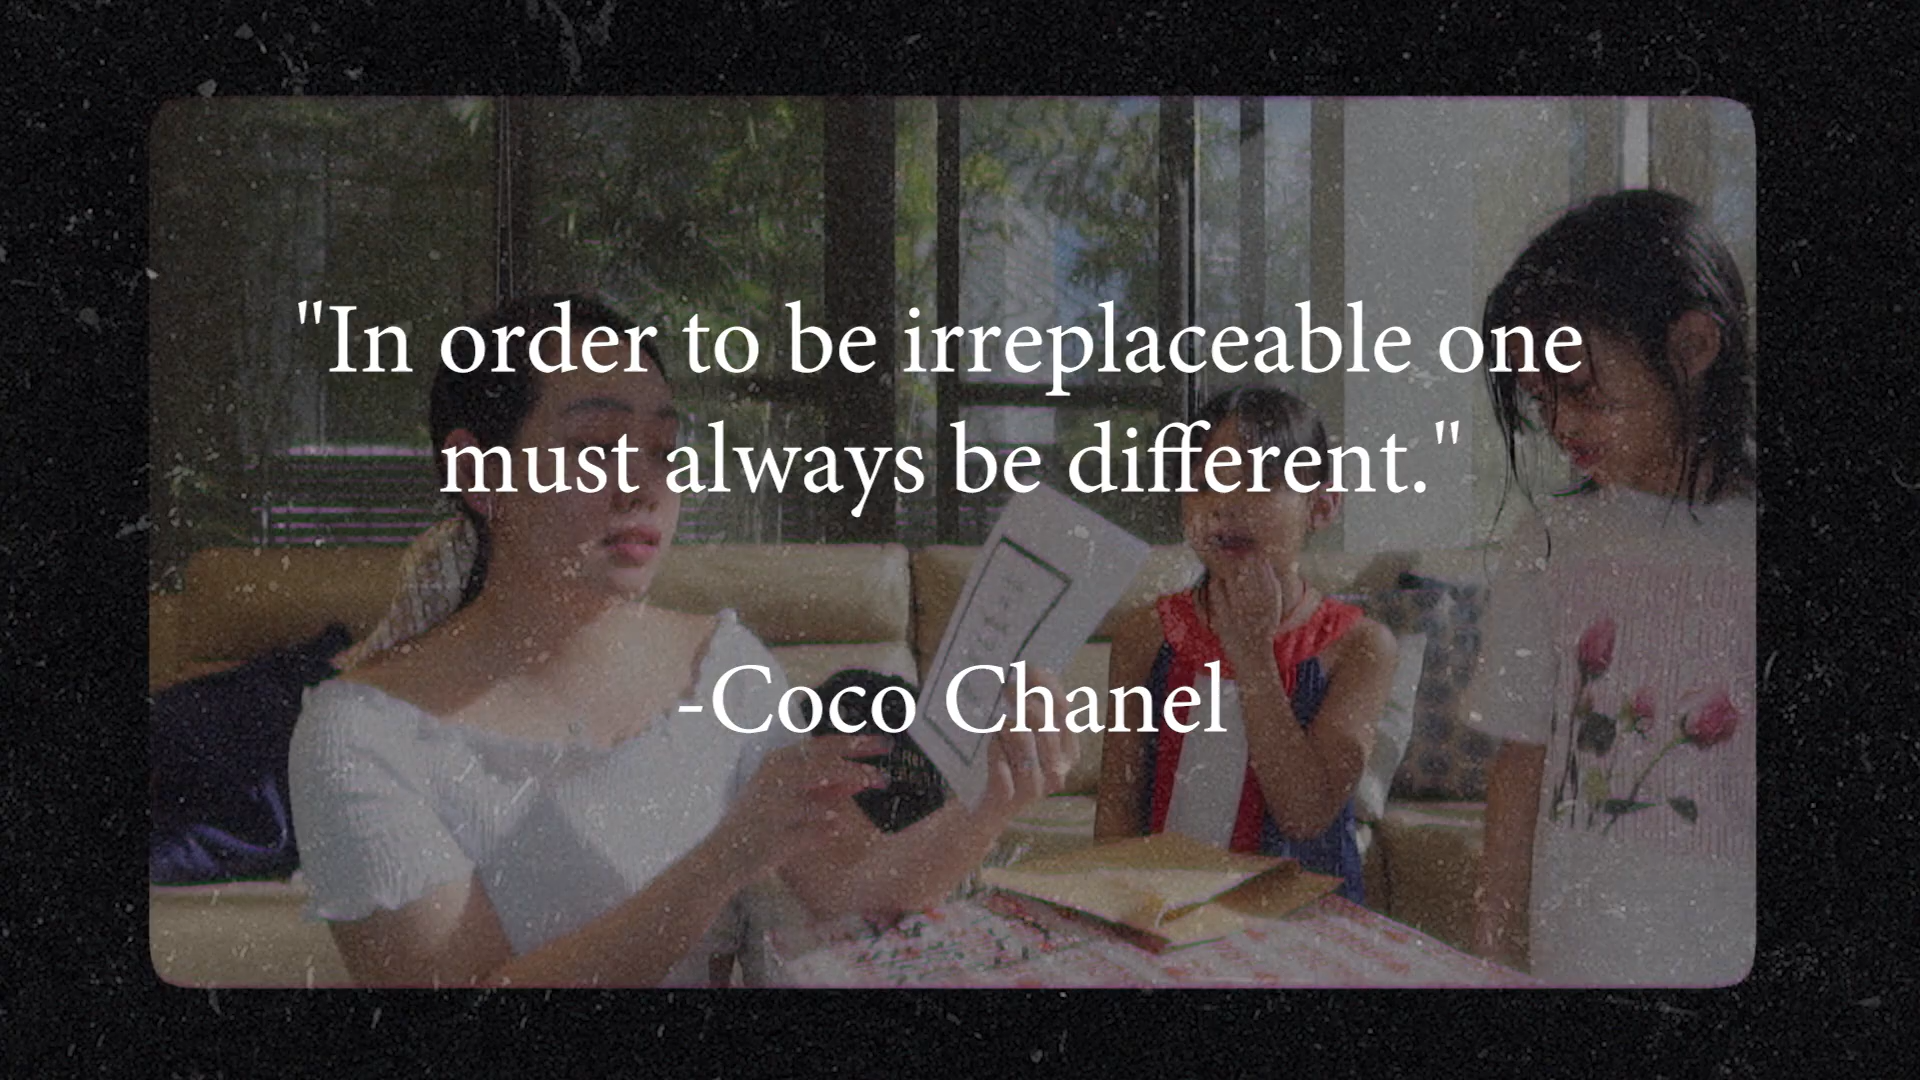 "In order to be irreplaceable one
must always be different."
-Coco Chanel